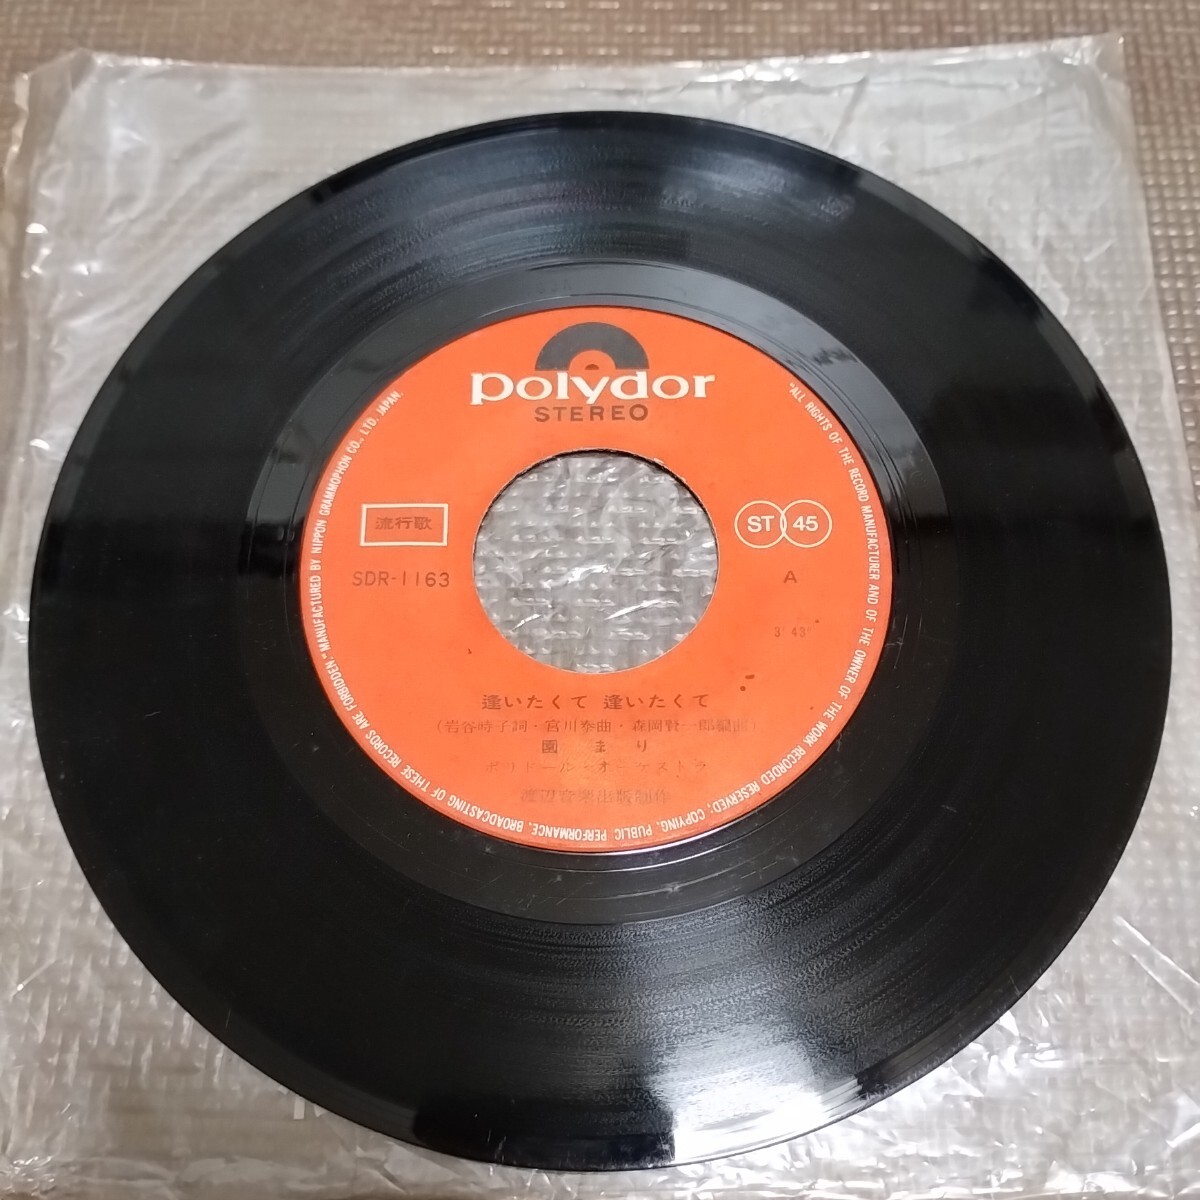 polydor
STEREO
流行歌
SDR-1163
ST 45
A
3′43″
逢いたくて 逢いたくて
(岩谷時子詞・宮川泰曲・森岡賢一郎編曲)
園 まり
ポリドール・オーケストラ
渡辺音楽出版制作
"ALL RIGHTS OF THE RECORD MANUFACTURER AND OF THE OWNER OF THE WORK RECORDED RESERVED; COPYING, PUBLIC PERFORMANCE, BROADCASTING OF THESE RECORDS ARE FORBIDDEN." MANUFACTURED BY NIPPON GRAMMOPHON CO., LTD. JAPAN.